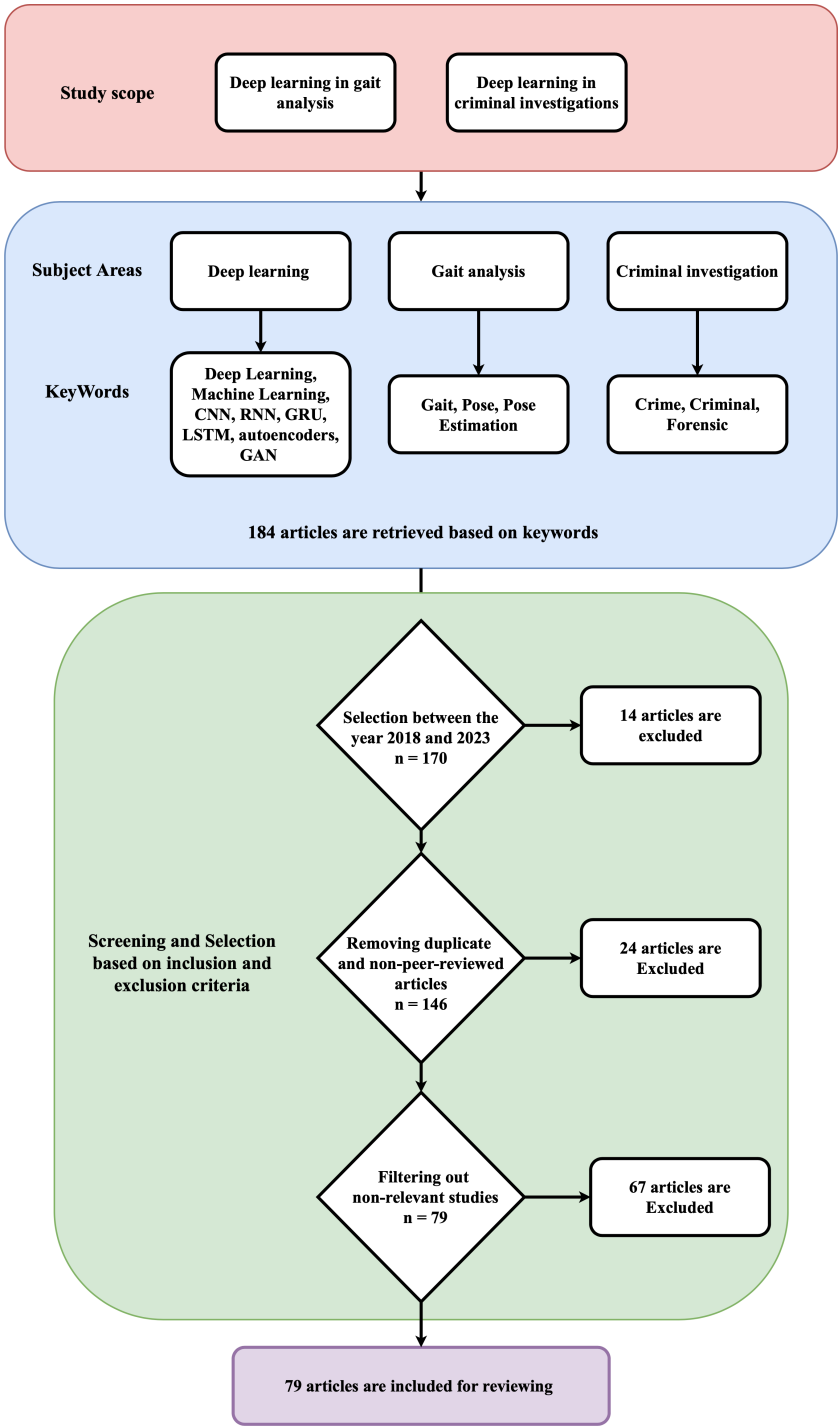 Study scope
Deep learning in gait
analysis
Deep learning in
criminal investigations
Subject Areas
Deep learning
Gait analysis
Criminal investigation
KeyWords
Deep Learning,
Machine Learning,
CNN, RNN, GRU,
LSTM, autoencoders,
GAN
Gait, Pose, Pose
Estimation
Crime, Criminal,
Forensic
184 articles are retrieved based on keywords
Selection between the
year 2018 and 2023
n = 170
14 articles are
excluded
Screening and Selection
based on inclusion and
exclusion criteria
Removing duplicate
and non-peer-reviewed
articles
n = 146
24 articles are
Excluded
Filtering out
non-relevant studies
n = 79
67 articles are
Excluded
79 articles are included for reviewing